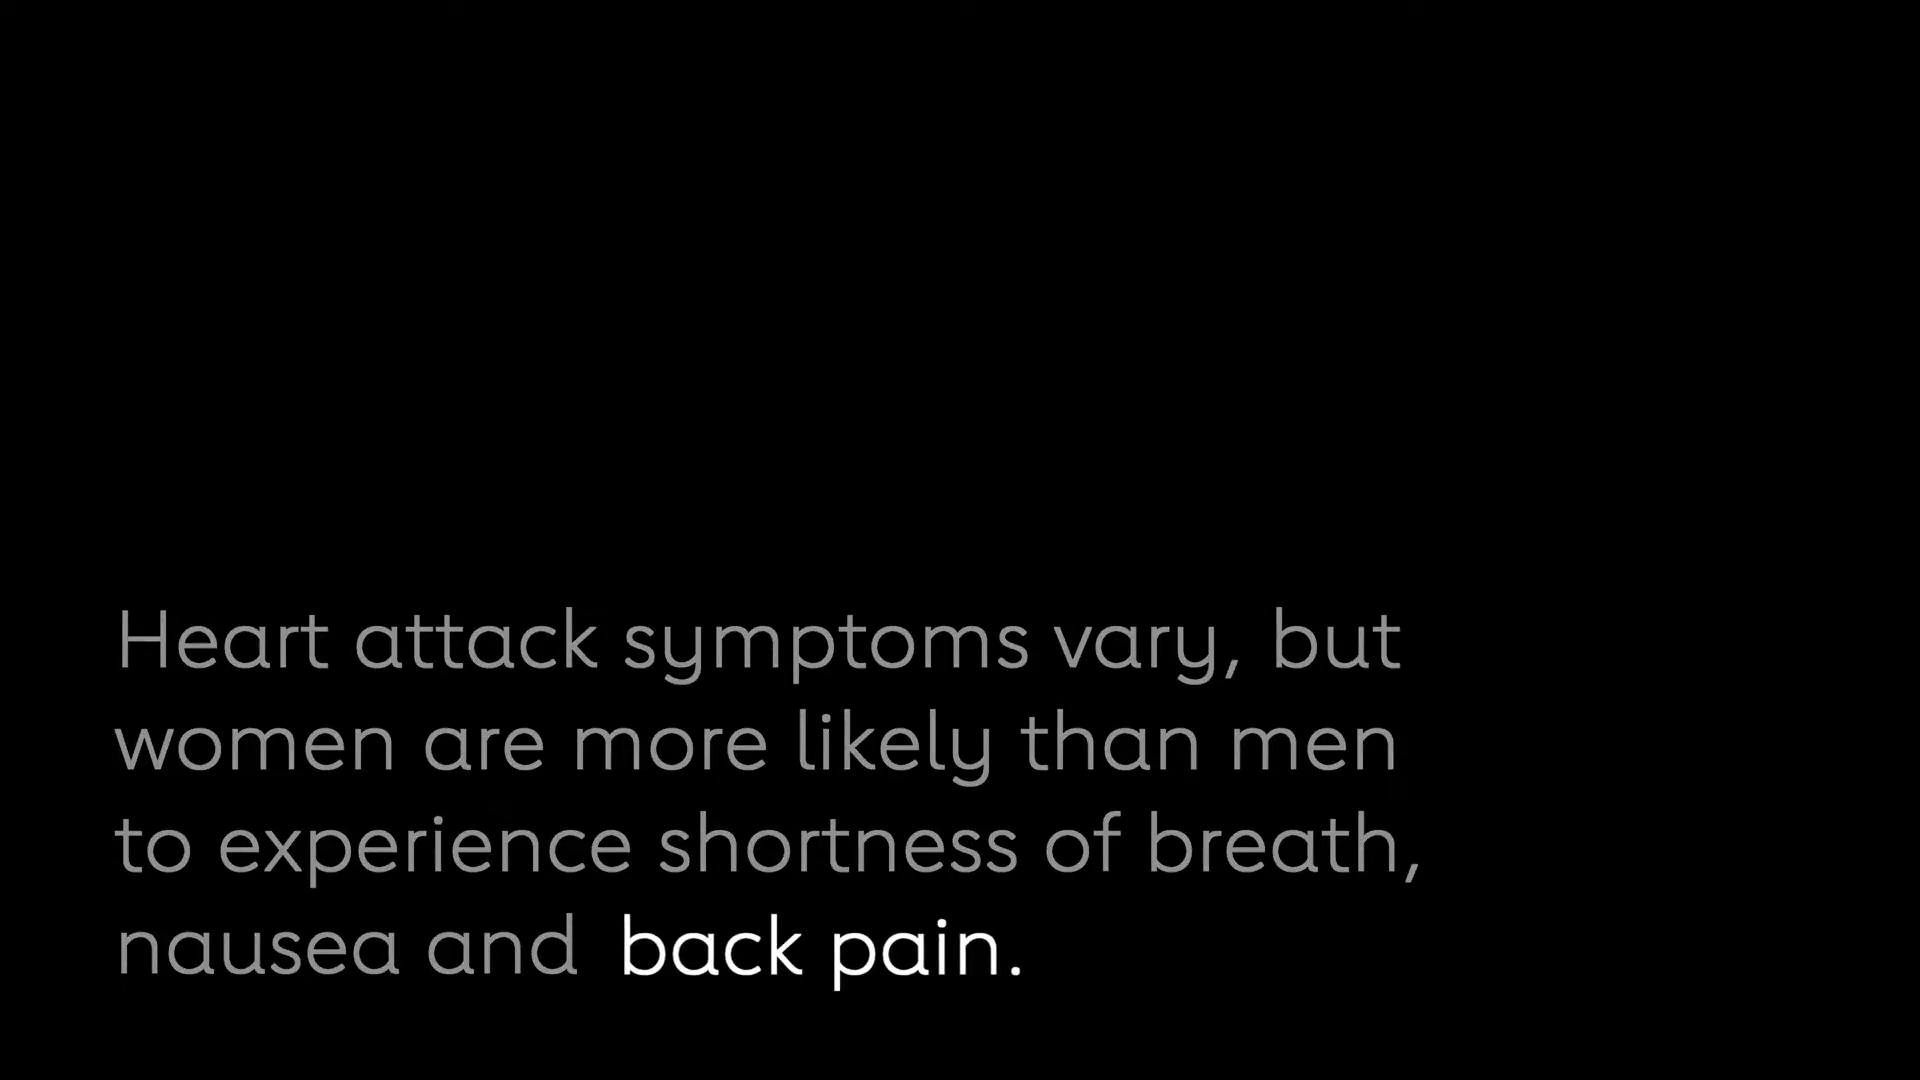 Heart attack symptoms vary, but
women are more likely than men
to experience shortness of breath,
nausea and back pain.